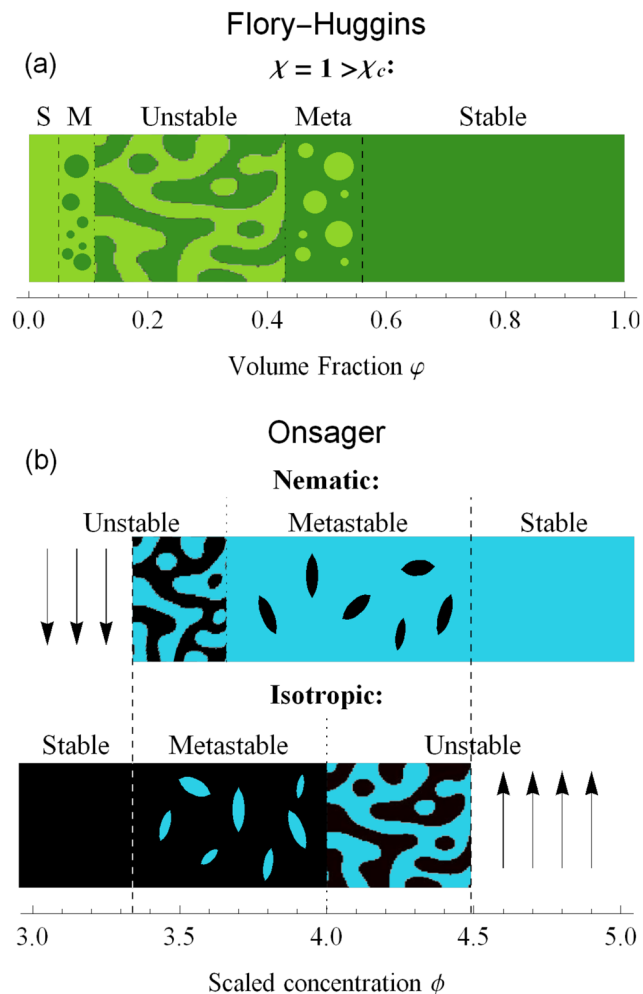 Flory–Huggins
(a)
χ = 1 >χc:
S M Unstable Meta Stable
0.0 0.2 0.4 0.6 0.8 1.0
Volume Fraction φ
Onsager
(b)
Nematic:
Unstable Metastable Stable
Isotropic:
Stable Metastable Unstable
3.0 3.5 4.0 4.5 5.0
Scaled concentration ϕ